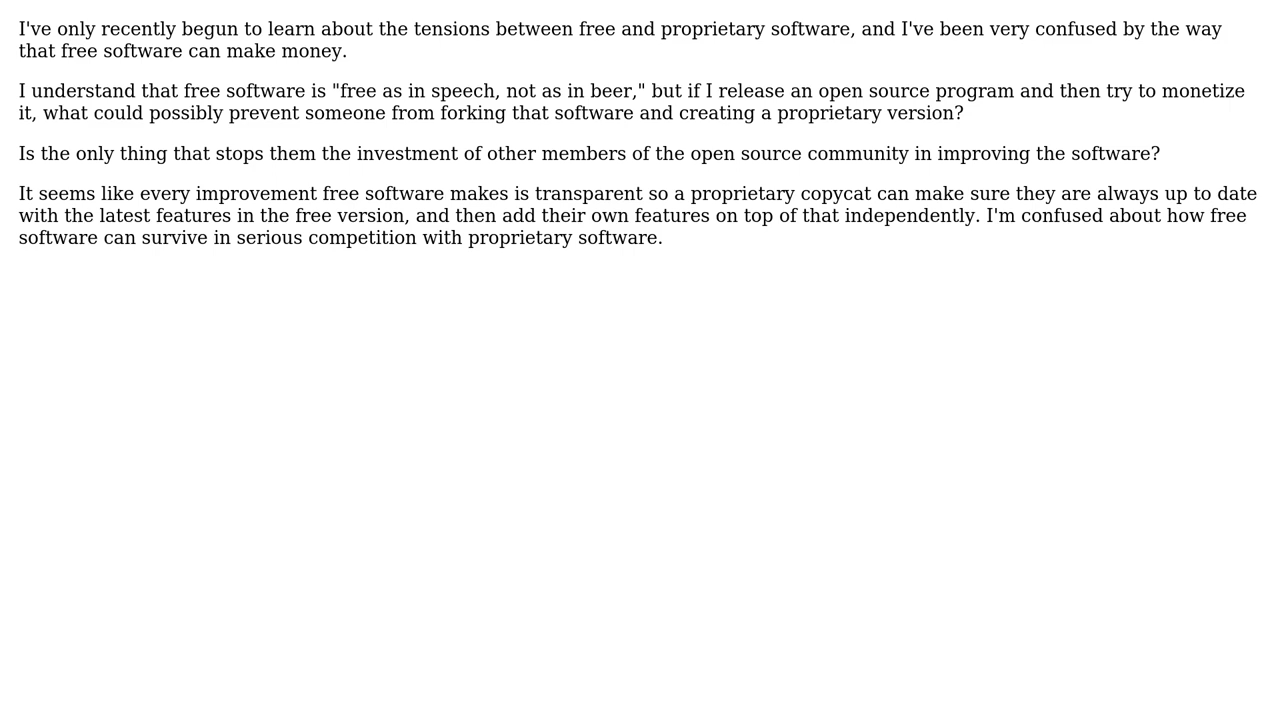 I've only recently begun to learn about the tensions between free and proprietary software, and I've been very confused by the way
that free software can make money.
I understand that free software is "free as in speech, not as in beer," but if I release an open source program and then try to monetize
it, what could possibly prevent someone from forking that software and creating a proprietary version?
Is the only thing that stops them the investment of other members of the open source community in improving the software?
It seems like every improvement free software makes is transparent so a proprietary copycat can make sure they are always up to date
with the latest features in the free version, and then add their own features on top of that independently. I'm confused about how free
software can survive in serious competition with proprietary software.